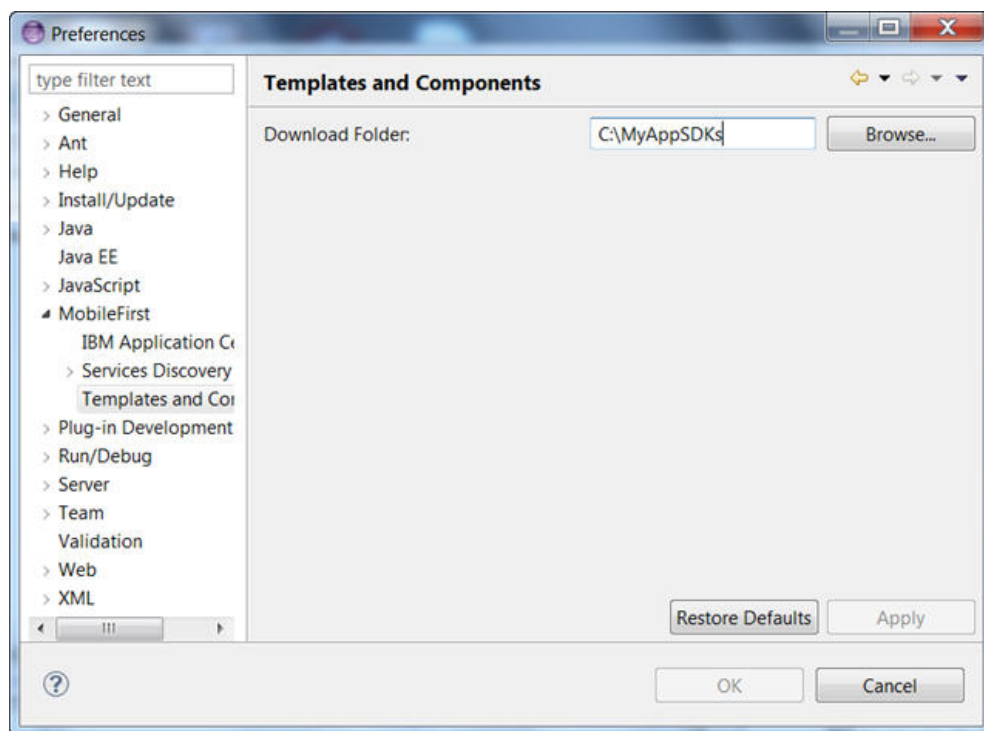 Preferences
type filter text
Templates and Components
General
Ant
Help
Install/Update
Java
Java EE
JavaScript
MobileFirst
IBM Application Ce
Services Discovery
Templates and Cor
Plug-in Development
Run/Debug
Server
Team
Validation
Web
XML
Download Folder: C:\MyAppSDKs Browse...
Restore Defaults Apply
? OK Cancel